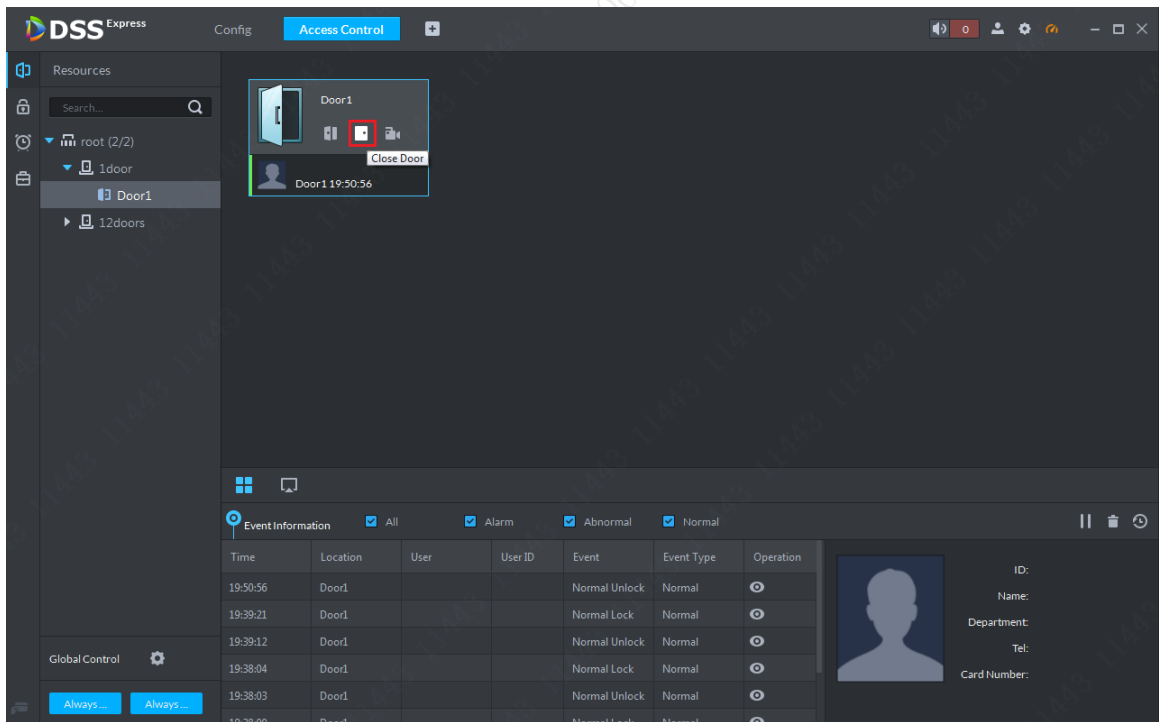 DSS Express
Config
Access Control
0
Resources
Search...
root (2/2)
1door
Door1
12doors
Door1
Close Door
Door1 19:50:56
Event Information
All
Alarm
Abnormal
Normal
Time Location User User ID Event Event Type Operation
19:50:56 Door1 Normal Unlock Normal
19:39:21 Door1 Normal Lock Normal
19:39:12 Door1 Normal Unlock Normal
19:38:04 Door1 Normal Lock Normal
19:38:03 Door1 Normal Unlock Normal
ID:
Name:
Department:
Tel:
Card Number:
Global Control
Always...
Always...
11443 11443